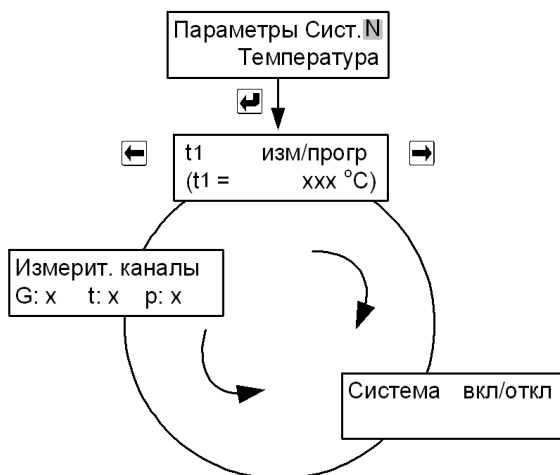 Параметры Сист.N
Температура
t1 изм/прогр
(t1 = xxx °C)
Измерит. каналы
G: x t: x p: x
Система вкл/откл